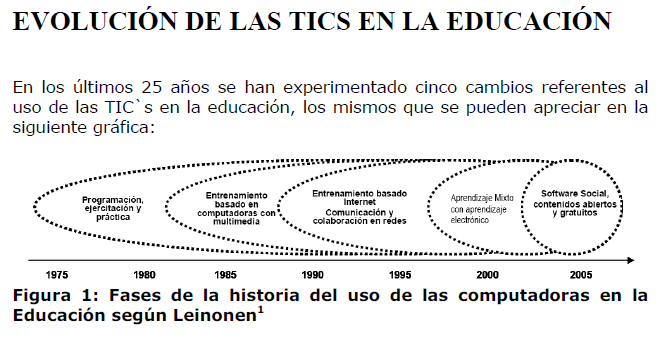 EVOLUCIÓN DE LAS TICS EN LA EDUCACIÓN
En los últimos 25 años se han experimentado cinco cambios referentes al
uso de las TIC`s en la educación, los mismos que se pueden apreciar en la
siguiente gráfica:
Programación,
ejercitación y
práctica
Entrenamiento
basado en
computadoras con
multimedia
Entrenamiento basado
Internet
Comunicación y
colaboración en redes
Aprendizaje Mixto
con aprendizaje
electrónico
Software Social,
contenidos abiertos
y gratuitos
1975 1980 1985 1990 1995 2000 2005
Figura 1: Fases de la historia del uso de las computadoras en la
Educación según Leinonen1